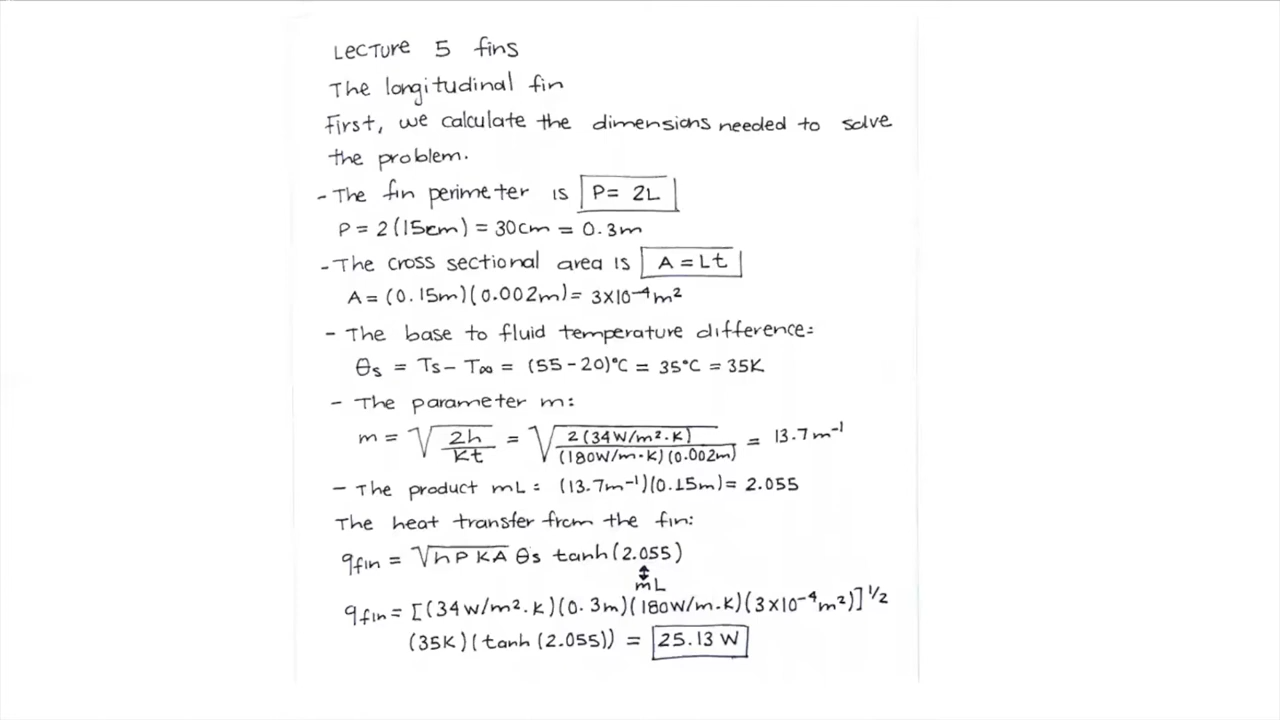 Lecture 5 fins
The longitudinal fin
First, we calculate the dimensions needed to solve
the problem.
- The fin perimeter is P= 2L
P = 2(15cm) = 30cm = 0.3m
- The cross sectional area is A = Lt
A = (0.15m)(0.002m) = 3x10⁻⁴m²
- The base to fluid temperature difference:
θs = Ts - T∞ = (55-20)°C = 35°C = 35K
- The parameter m:
m = √(2h/Kt) = √(2(34W/m².K)/(180W/m.K)(0.002m)) = 13.7m⁻¹
- The product mL: (13.7m⁻¹)(0.15m) = 2.055
The heat transfer from the fin:
qfin = √hPKA θs tanh(2.055)
↕
mL
qfin = [(34W/m².K)(0.3m)(180W/m.K)(3x10⁻⁴m²)]^1/2
(35K)(tanh(2.055)) = 25.13 W